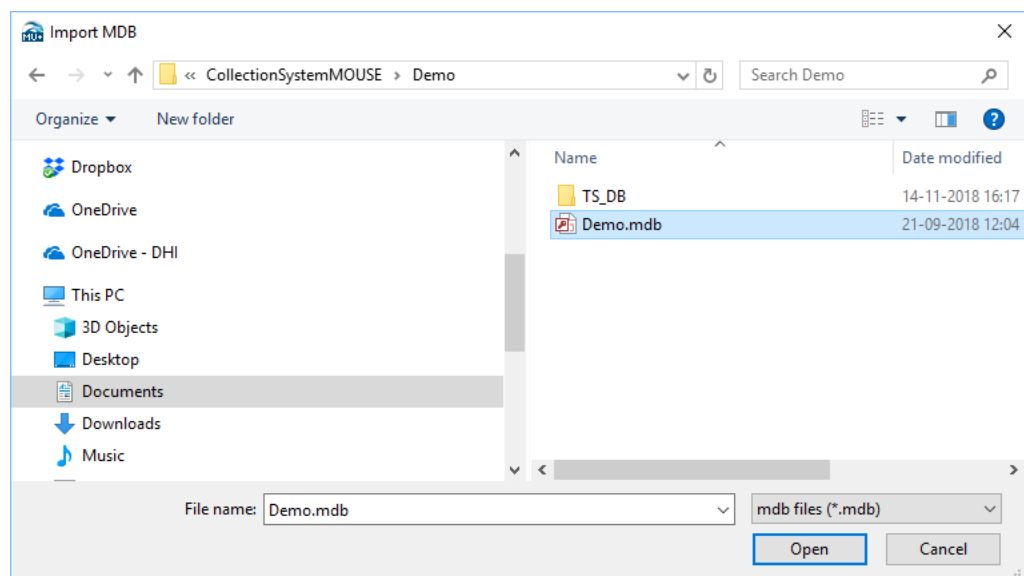 MU+ Import MDB
« CollectionSystemMOUSE › Demo
Search Demo
Organize
New folder
?
Dropbox
OneDrive
OneDrive - DHI
This PC
3D Objects
Desktop
Documents
Downloads
Music
Name
Date modified
TS_DB
14-11-2018 16:17
Demo.mdb
21-09-2018 12:04
File name:
Demo.mdb
mdb files (*.mdb)
Open
Cancel